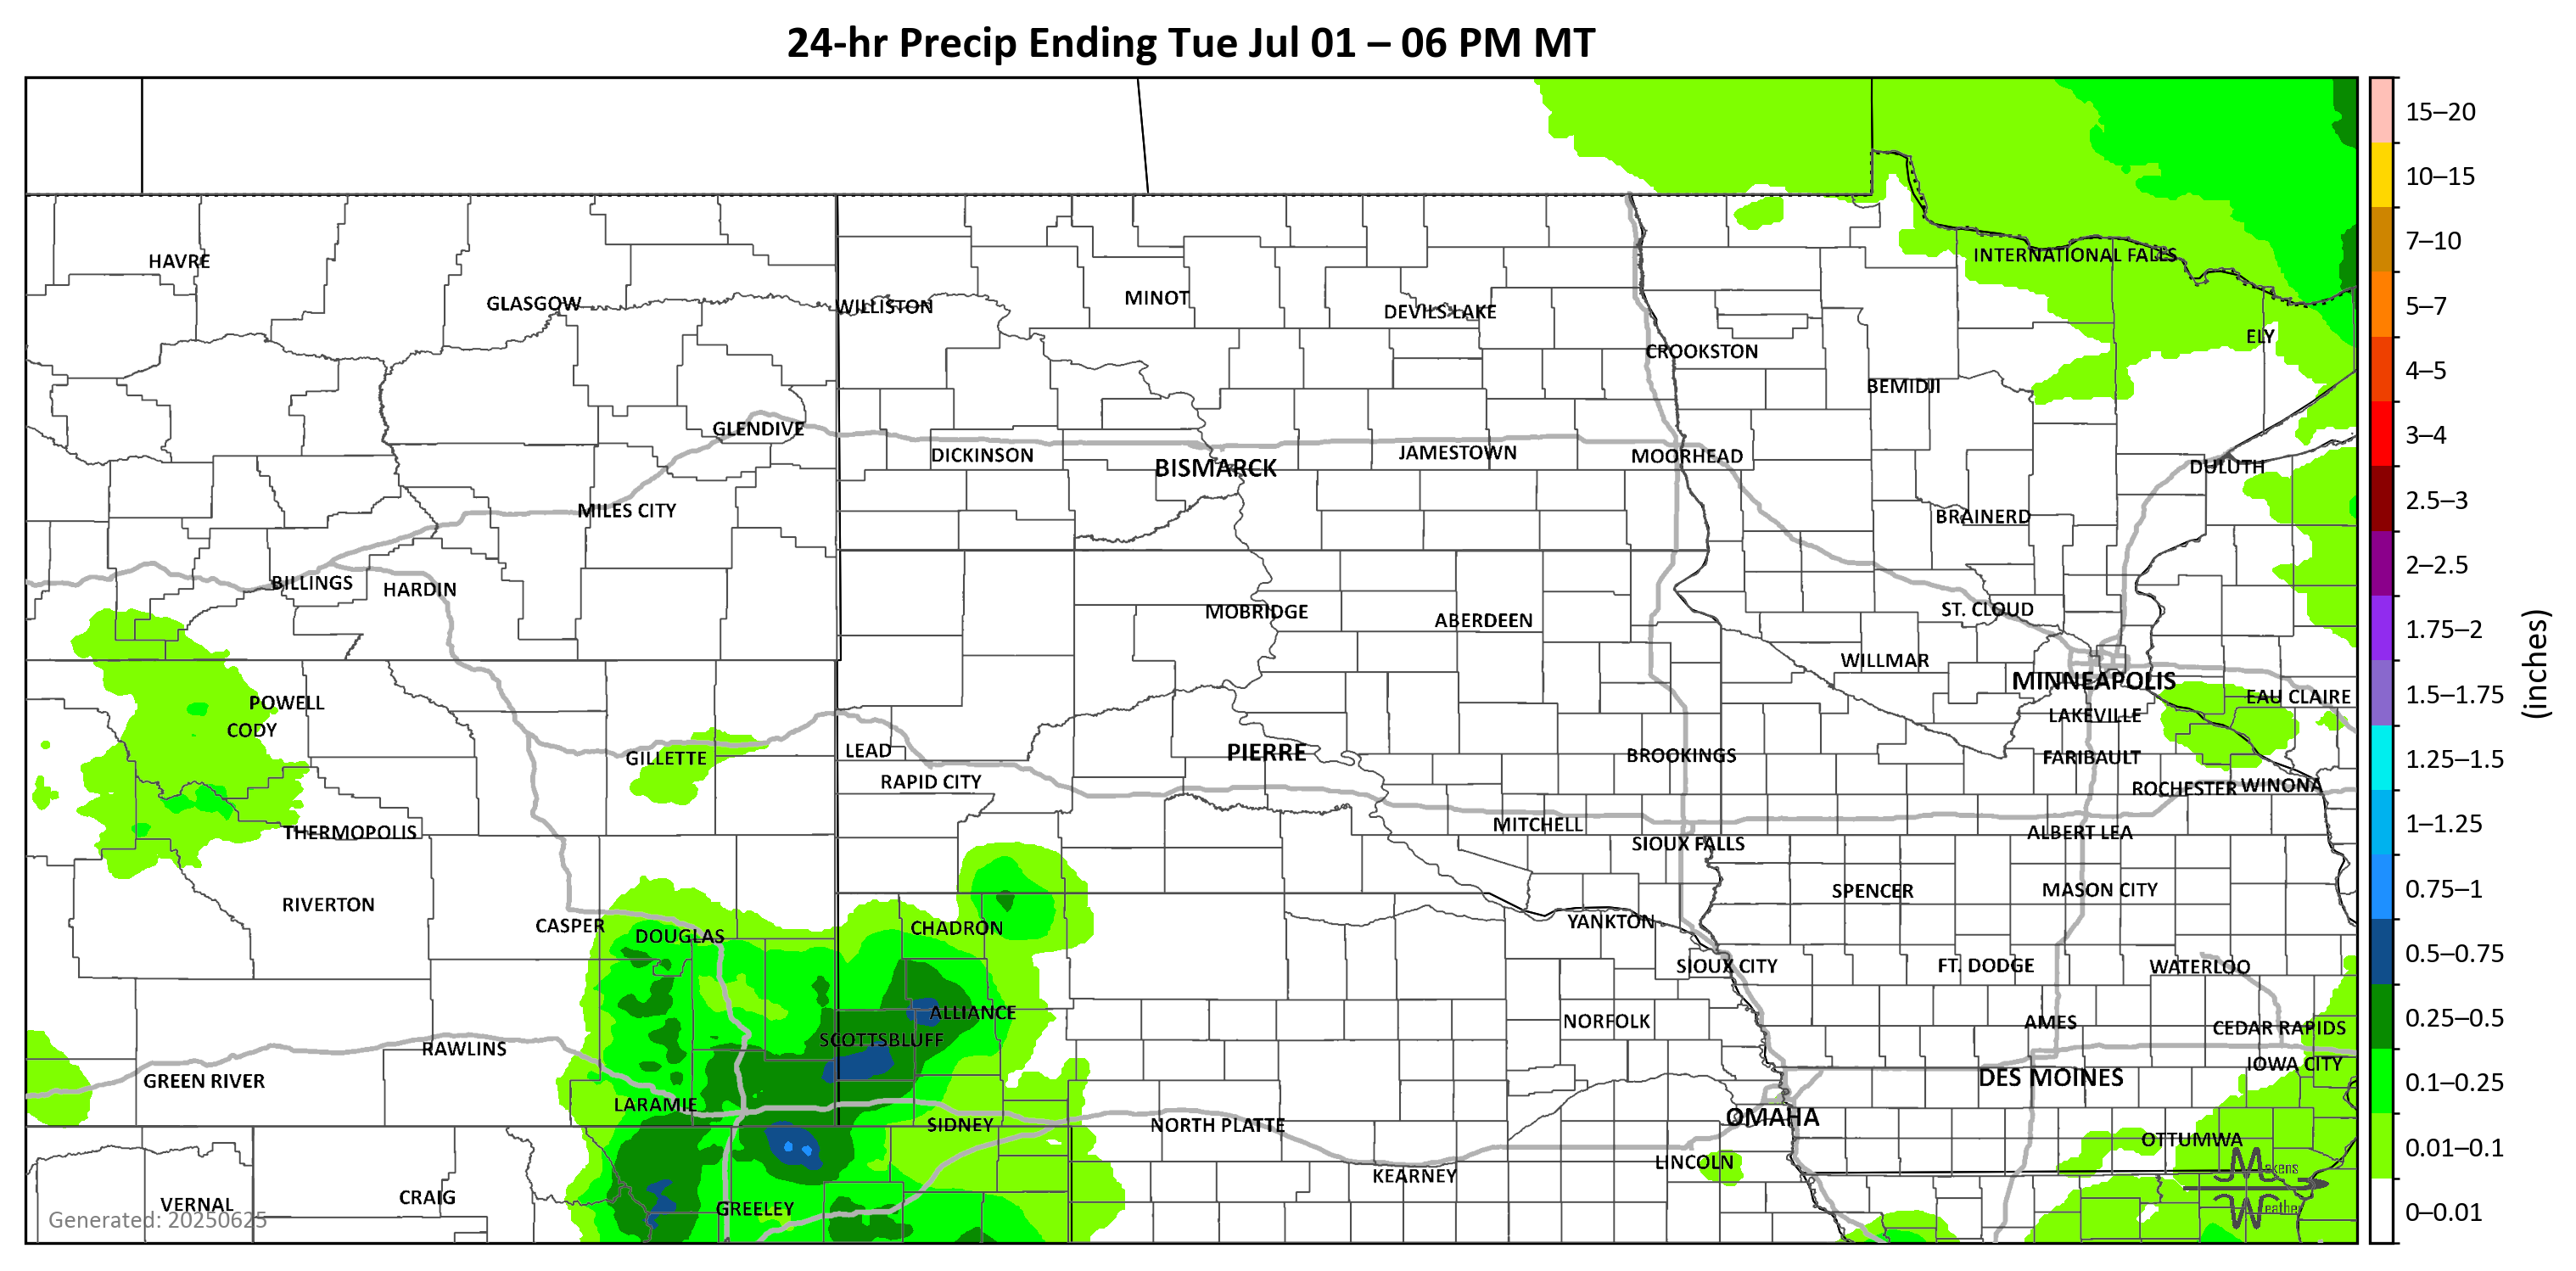 24-hr Precip Ending Tue Jul 01 – 06 PM MT
15–20
10–15
7–10
5–7
4–5
3–4
2.5–3
2–2.5
1.75–2
1.5–1.75
1.25–1.5
1–1.25
0.75–1
0.5–0.75
0.25–0.5
0.1–0.25
0.01–0.1
0–0.01
(inches)
HAVRE
INTERNATIONAL FALLS
GLASGOW
WILLISTON
MINOT
DEVILS LAKE
ELY
CROOKSTON
BEMIDJI
GLENDIVE
DICKINSON
BISMARCK
JAMESTOWN
MOORHEAD
DULUTH
MILES CITY
BRAINERD
BILLINGS
HARDIN
MOBRIDGE
ABERDEEN
ST. CLOUD
WILLMAR
MINNEAPOLIS
EAU CLAIRE
POWELL
CODY
LAKEVILLE
GILLETTE
LEAD
PIERRE
BROOKINGS
FARIBAULT
RAPID CITY
ROCHESTER
WINONA
THERMOPOLIS
MITCHELL
SIOUX FALLS
ALBERT LEA
RIVERTON
SPENCER
MASON CITY
CASPER
DOUGLAS
CHADRON
YANKTON
SIOUX CITY
FT. DODGE
WATERLOO
ALLIANCE
SCOTTSBLUFF
NORFOLK
AMES
CEDAR RAPIDS
RAWLINS
IOWA CITY
GREEN RIVER
DES MOINES
LARAMIE
SIDNEY
NORTH PLATTE
OMAHA
OTTUMWA
LINCOLN
KEARNEY
VERNAL
CRAIG
GREELEY
Makens
Weather
Generated: 20250625